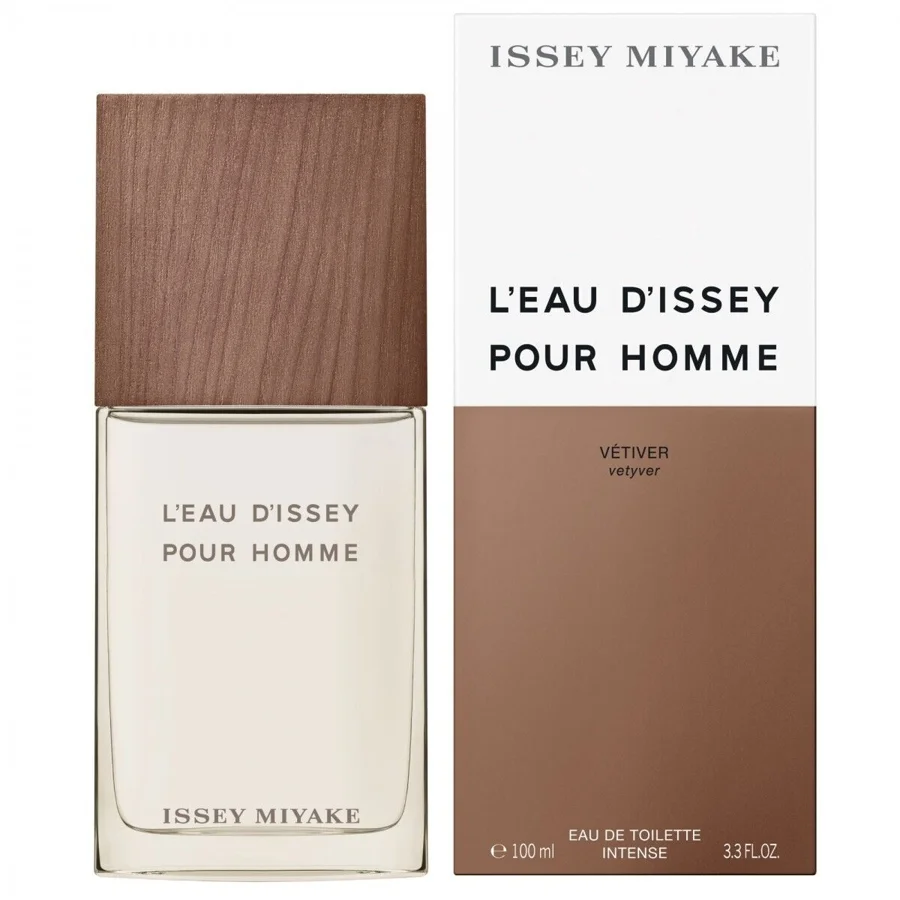 L'EAU D'ISSEY
POUR HOMME
ISSEY MIYAKE
ISSEY MIYAKE
L'EAU D'ISSEY
POUR HOMME
VÉTIVER
vetyver
EAU DE TOILETTE
INTENSE
℮ 100 ml
3.3 FL.OZ.